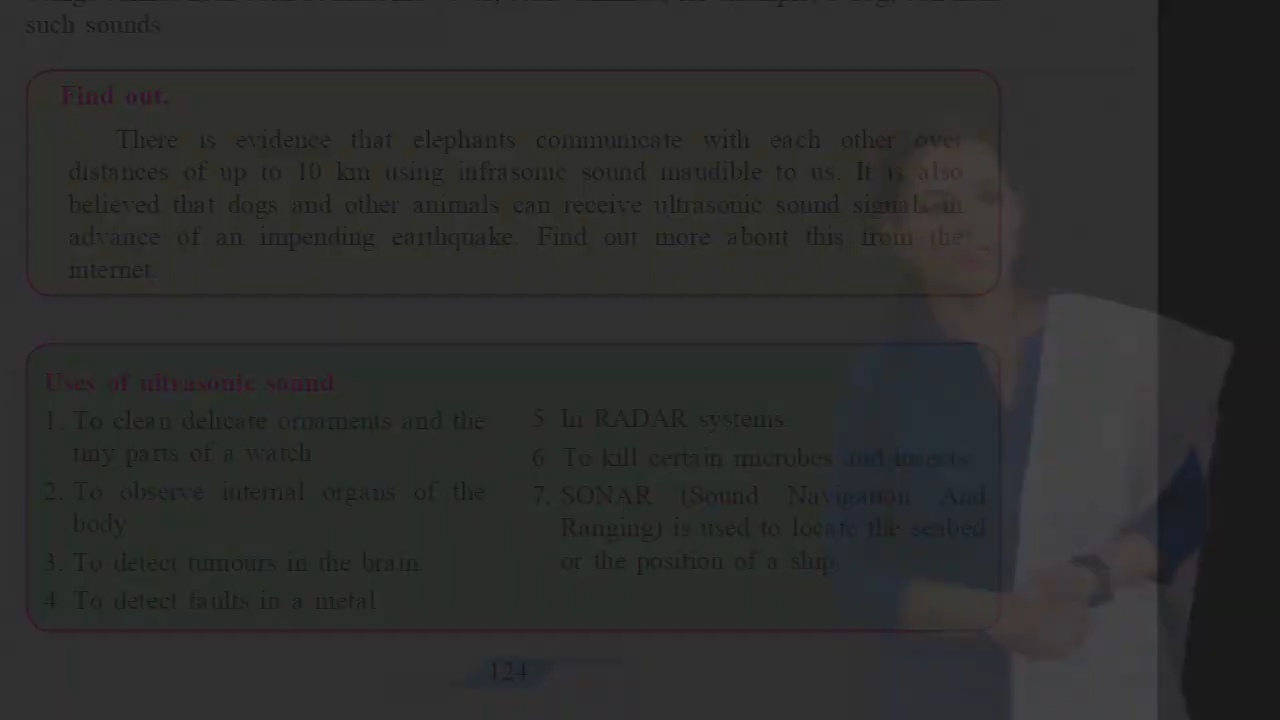 such sounds
Find out.
There is evidence that elephants communicate with each other over
distances of up to 10 km using infrasonic sound inaudible to us. It is also
believed that dogs and other animals can receive ultrasonic sound signals in
advance of an impending earthquake. Find out more about this from the
internet.
Uses of ultrasonic sound
1. To clean delicate ornaments and the
tiny parts of a watch
2. To observe internal organs of the
body
3. To detect tumours in the brain
4. To detect faults in a metal
5. In RADAR systems
6. To kill certain microbes and insects
7. SONAR (Sound Navigation And
Ranging) is used to locate the seabed
or the position of a ship.
124